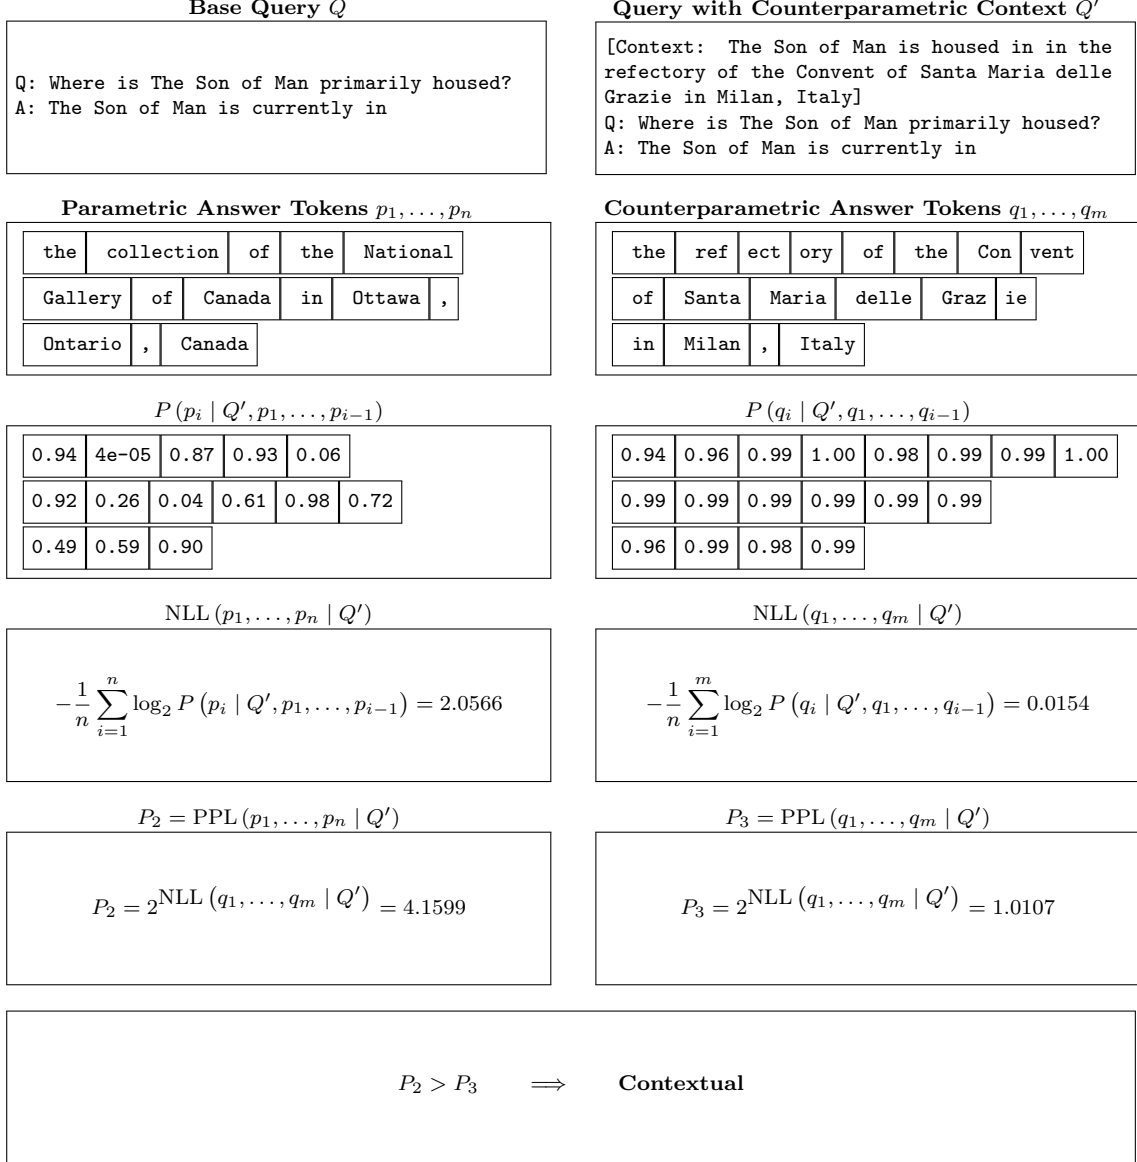 Base Query Q
Q: Where is The Son of Man primarily housed?
A: The Son of Man is currently in
Query with Counterparametric Context Q′
[Context: The Son of Man is housed in in the
refectory of the Convent of Santa Maria delle
Grazie in Milan, Italy]
Q: Where is The Son of Man primarily housed?
A: The Son of Man is currently in
Parametric Answer Tokens p₁, . . . , pₙ
the collection of the National
Gallery of Canada in Ottawa ,
Ontario , Canada
Counterparametric Answer Tokens q₁, . . . , qₘ
the ref ect ory of the Con vent
of Santa Maria delle Graz ie
in Milan , Italy
P (pᵢ | Q′, p₁, . . . , pᵢ₋₁)
0.94 4e-05 0.87 0.93 0.06
0.92 0.26 0.04 0.61 0.98 0.72
0.49 0.59 0.90
P (qᵢ | Q′, q₁, . . . , qᵢ₋₁)
0.94 0.96 0.99 1.00 0.98 0.99 0.99 1.00
0.99 0.99 0.99 0.99 0.99 0.99
0.96 0.99 0.98 0.99
NLL (p₁, . . . , pₙ | Q′)
−1/n ∑ᵢ₌₁ⁿ log₂ P (pᵢ | Q′, p₁, . . . , pᵢ₋₁) = 2.0566
NLL (q₁, . . . , qₘ | Q′)
−1/n ∑ᵢ₌₁ᵐ log₂ P (qᵢ | Q′, q₁, . . . , qᵢ₋₁) = 0.0154
P₂ = PPL (p₁, . . . , pₙ | Q′)
P₂ = 2^NLL (q₁, . . . , qₘ | Q′) = 4.1599
P₃ = PPL (q₁, . . . , qₘ | Q′)
P₃ = 2^NLL (q₁, . . . , qₘ | Q′) = 1.0107
P₂ > P₃ ⟹ Contextual